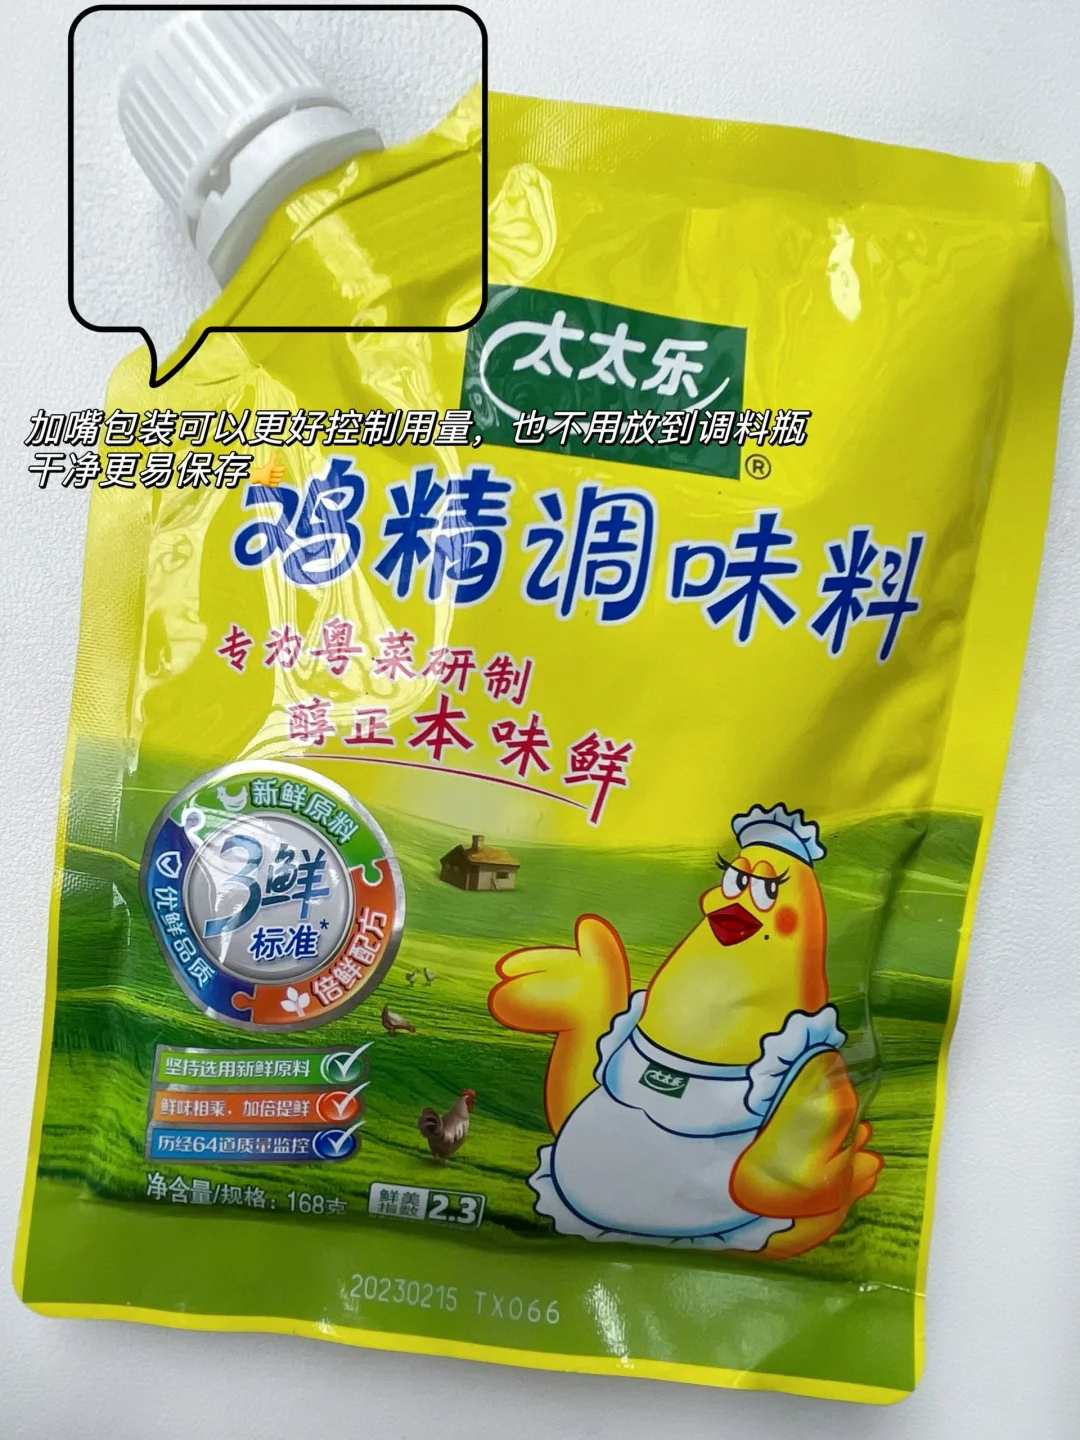 太太乐
®
加嘴包装可以更好控制用量，也不用放到调料瓶
干净更易保存👍
鸡精调味料
专为粤菜研制
醇正本味鲜
新鲜原料
3鲜
标准*
优鲜品质
倍鲜配方
太太乐
坚持选用新鲜原料
鲜味相乘，加倍提鲜
历经64道质量监控
净含量/规格：168克
鲜美
指数 2.3
20230215 TX066